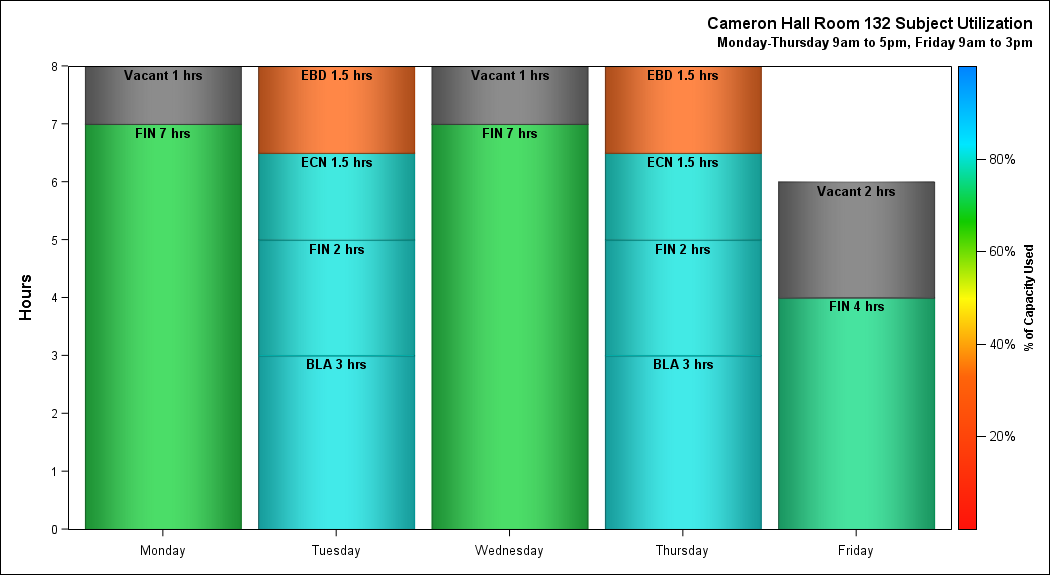 Cameron Hall Room 132 Subject Utilization
Monday-Thursday 9am to 5pm, Friday 9am to 3pm
Hours
8
7
6
5
4
3
2
1
0
Vacant 1 hrs
FIN 7 hrs
EBD 1.5 hrs
ECN 1.5 hrs
FIN 2 hrs
BLA 3 hrs
Vacant 1 hrs
FIN 7 hrs
EBD 1.5 hrs
ECN 1.5 hrs
FIN 2 hrs
BLA 3 hrs
Vacant 2 hrs
FIN 4 hrs
Monday
Tuesday
Wednesday
Thursday
Friday
80%
60%
40%
20%
% of Capacity Used